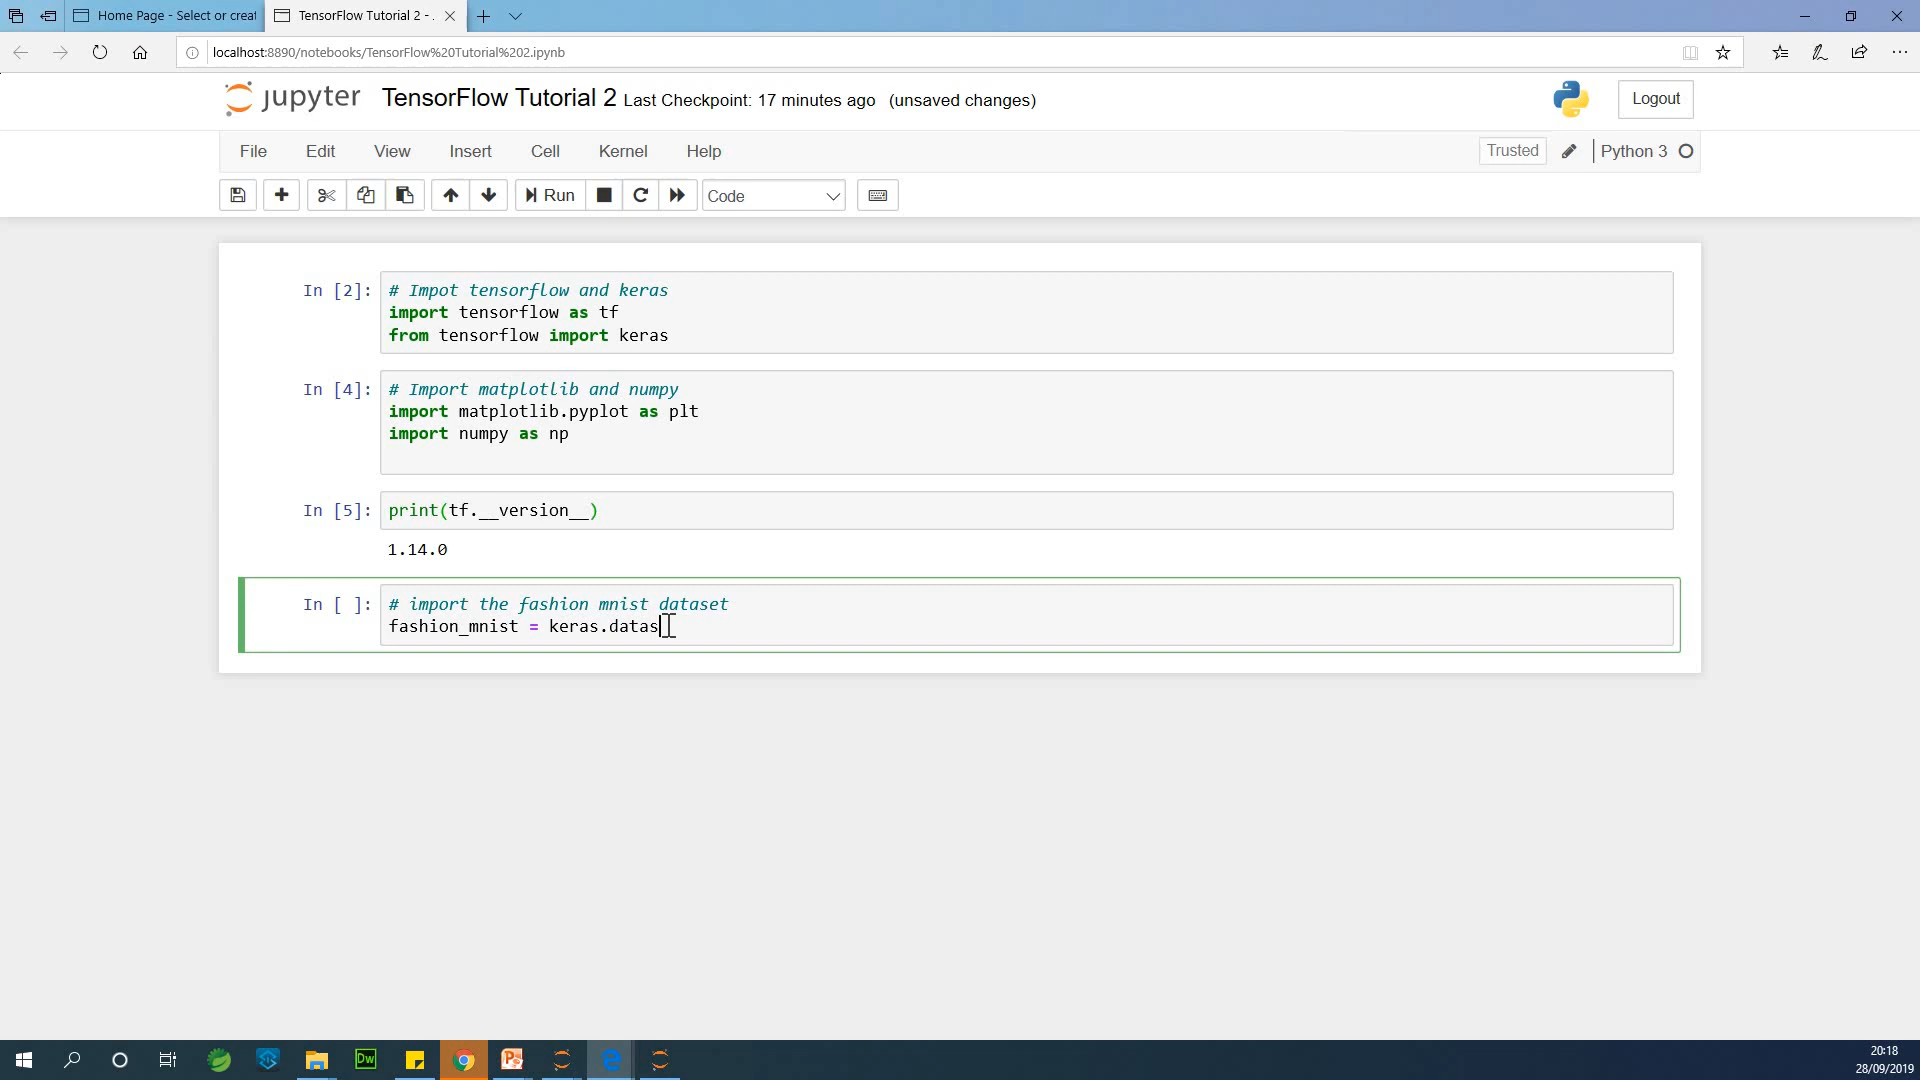 Home Page - Select or creat
TensorFlow Tutorial 2 - .
localhost:8890/notebooks/TensorFlow%20Tutorial%202.ipynb
jupyter TensorFlow Tutorial 2 Last Checkpoint: 17 minutes ago (unsaved changes)
Logout
File Edit View Insert Cell Kernel Help
Trusted Python 3
Run Code
In [2]: # Impot tensorflow and keras
import tensorflow as tf
from tensorflow import keras
In [4]: # Import matplotlib and numpy
import matplotlib.pyplot as plt
import numpy as np
In [5]: print(tf.__version__)
1.14.0
In [ ]: # import the fashion mnist dataset
fashion_mnist = keras.datas
Dw
20:18
28/09/2019